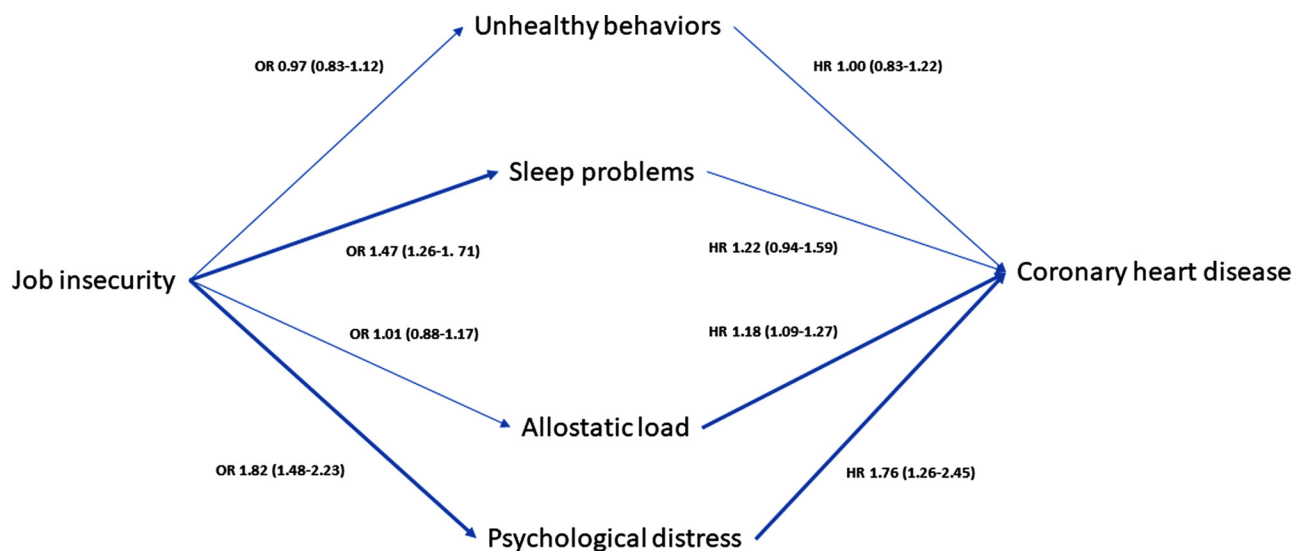 Unhealthy behaviors
OR 0.97 (0.83-1.12)
HR 1.00 (0.83-1.22)
Sleep problems
OR 1.47 (1.26-1. 71)
HR 1.22 (0.94-1.59)
Job insecurity
Coronary heart disease
OR 1.01 (0.88-1.17)
HR 1.18 (1.09-1.27)
Allostatic load
OR 1.82 (1.48-2.23)
HR 1.76 (1.26-2.45)
Psychological distress